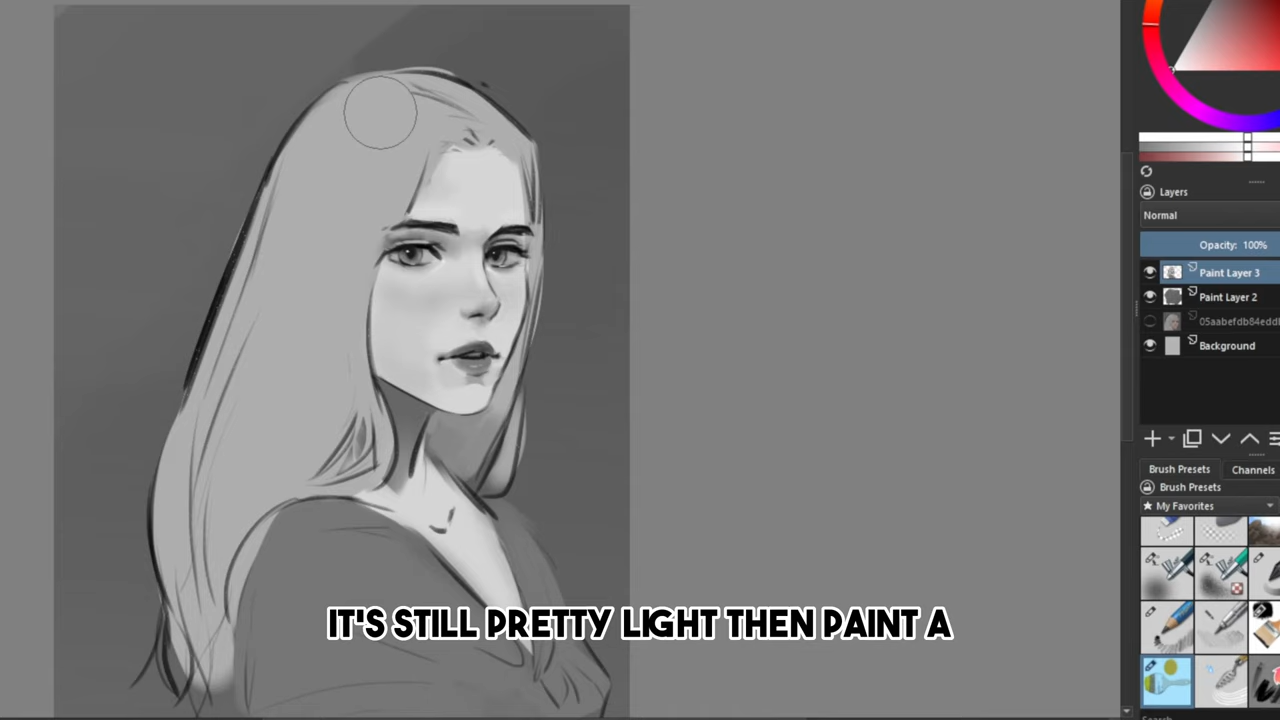 Layers
Normal
Opacity: 100%
Paint Layer 3
Paint Layer 2
05aabefdb84edd
Background
Brush Presets
Channels
Brush Presets
My Favorites
IT'S STILL PRETTY LIGHT THEN PAINT A